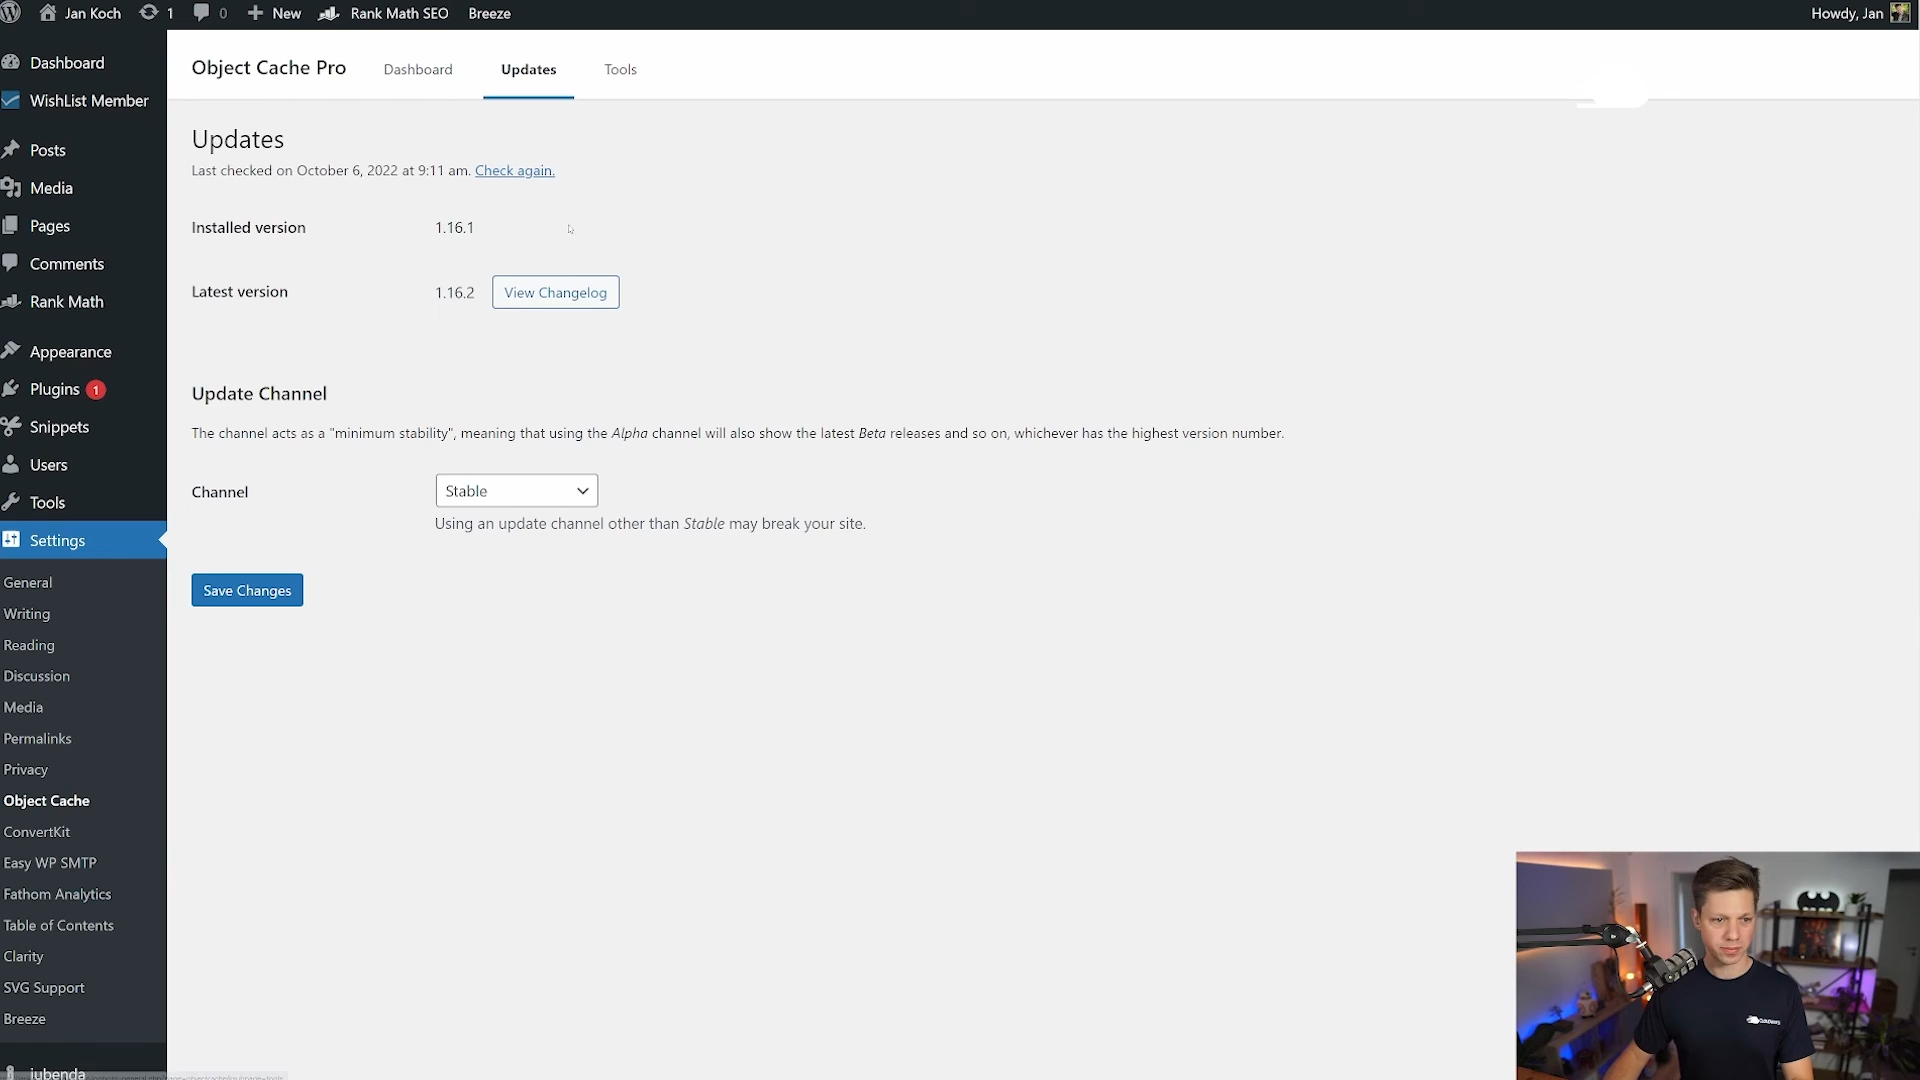 Jan Koch 1 0 New Rank Math SEO Breeze Howdy, Jan
Dashboard
WishList Member
Posts
Media
Pages
Comments
Rank Math
Appearance
Plugins 1
Snippets
Users
Tools
Settings
General
Writing
Reading
Discussion
Media
Permalinks
Privacy
Object Cache
ConvertKit
Easy WP SMTP
Fathom Analytics
Table of Contents
Clarity
SVG Support
Breeze
iubenda
Object Cache Pro Dashboard Updates Tools
Updates
Last checked on October 6, 2022 at 9:11 am. Check again.
Installed version 1.16.1
Latest version 1.16.2 View Changelog
Update Channel
The channel acts as a "minimum stability", meaning that using the Alpha channel will also show the latest Beta releases and so on, whichever has the highest version number.
Channel Stable
Using an update channel other than Stable may break your site.
Save Changes